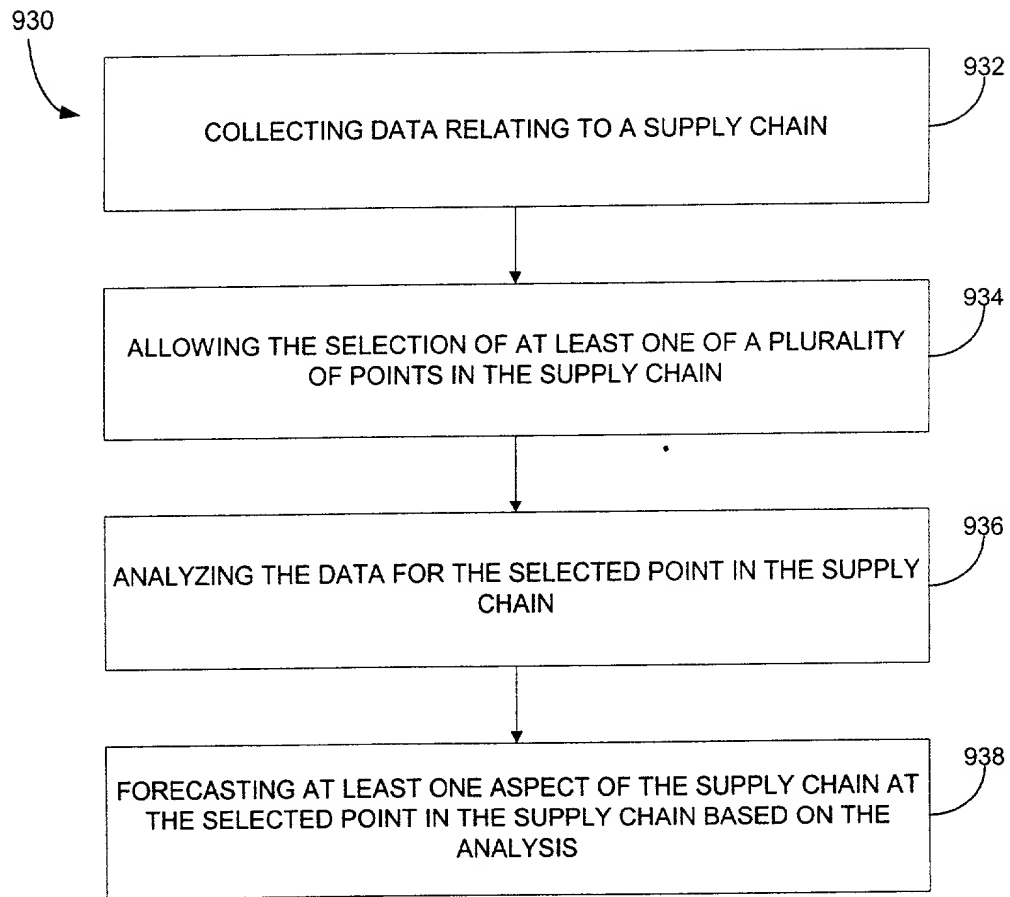 930
932
COLLECTING DATA RELATING TO A SUPPLY CHAIN
934
ALLOWING THE SELECTION OF AT LEAST ONE OF A PLURALITY
OF POINTS IN THE SUPPLY CHAIN
936
ANALYZING THE DATA FOR THE SELECTED POINT IN THE SUPPLY
CHAIN
938
FORECASTING AT LEAST ONE ASPECT OF THE SUPPLY CHAIN AT
THE SELECTED POINT IN THE SUPPLY CHAIN BASED ON THE
ANALYSIS